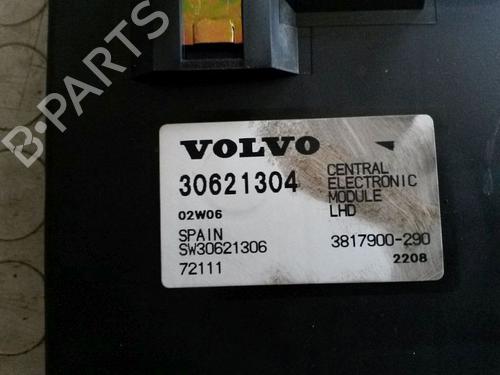 B-PARTS
VOLVO
30621304
CENTRAL
ELECTRONIC
MODULE
LHD
02W06
SPAIN
SW30621306
3817900-290
72111
2208